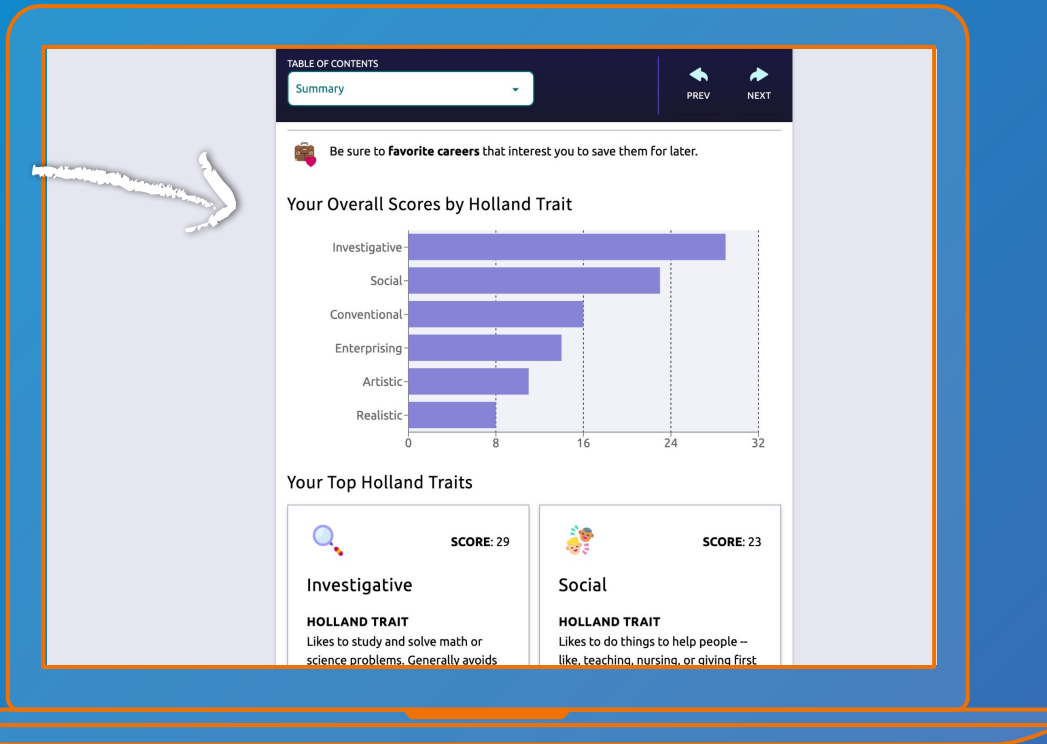 TABLE OF CONTENTS
Summary
PREV
NEXT
Be sure to favorite careers that interest you to save them for later.
Your Overall Scores by Holland Trait
Investigative
Social
Conventional
Enterprising
Artistic
Realistic
0 8 16 24 32
Your Top Holland Traits
SCORE: 29
Investigative
HOLLAND TRAIT
Likes to study and solve math or
science problems. Generally avoids
SCORE: 23
Social
HOLLAND TRAIT
Likes to do things to help people --
like, teaching, nursing, or giving first